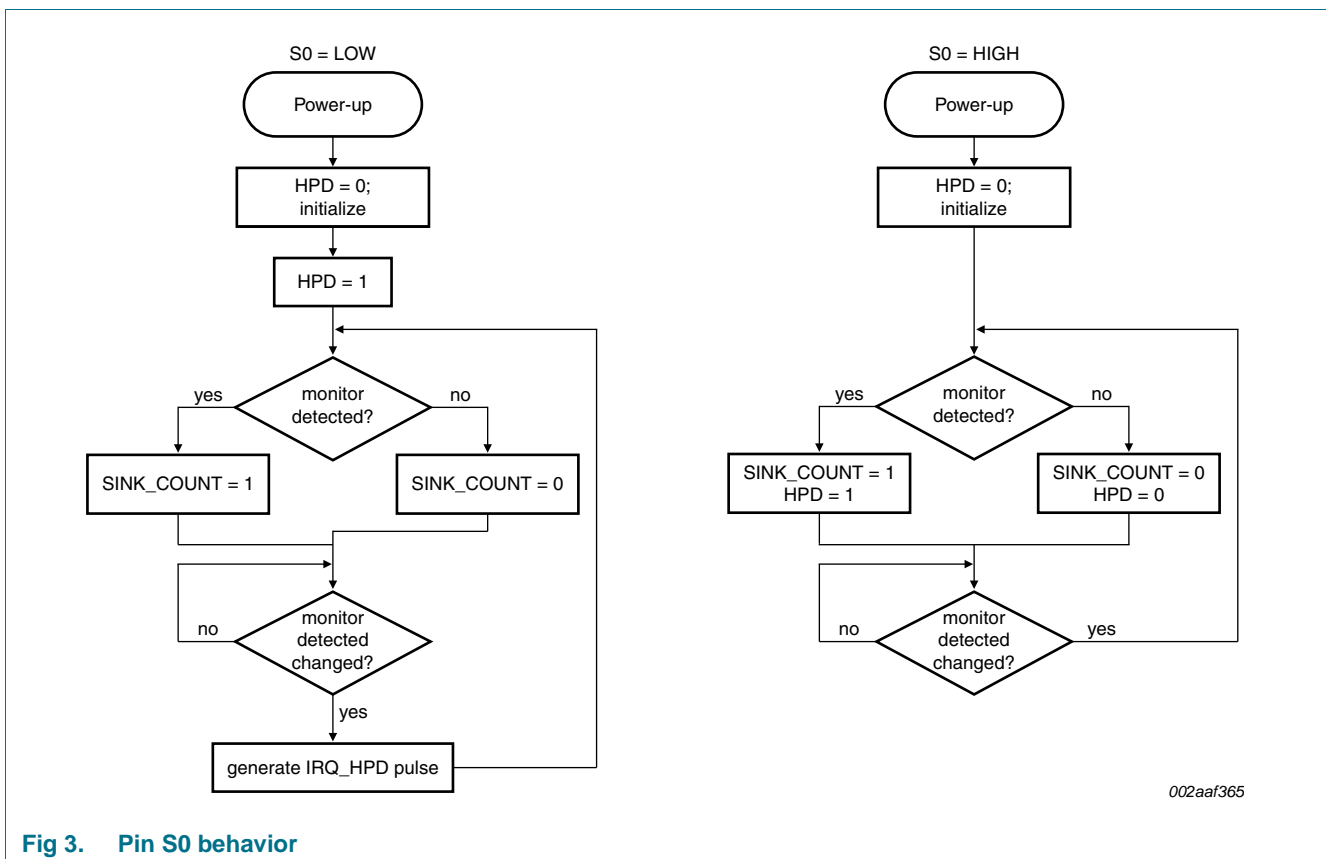 S0 = LOW
Power-up
HPD = 0;
initialize
HPD = 1
monitor
detected?
yes
no
SINK_COUNT = 1
SINK_COUNT = 0
monitor
detected
changed?
no
yes
generate IRQ_HPD pulse
S0 = HIGH
Power-up
HPD = 0;
initialize
monitor
detected?
yes
no
SINK_COUNT = 1
HPD = 1
SINK_COUNT = 0
HPD = 0
monitor
detected
changed?
no
yes
002aaf365
Fig 3. Pin S0 behavior